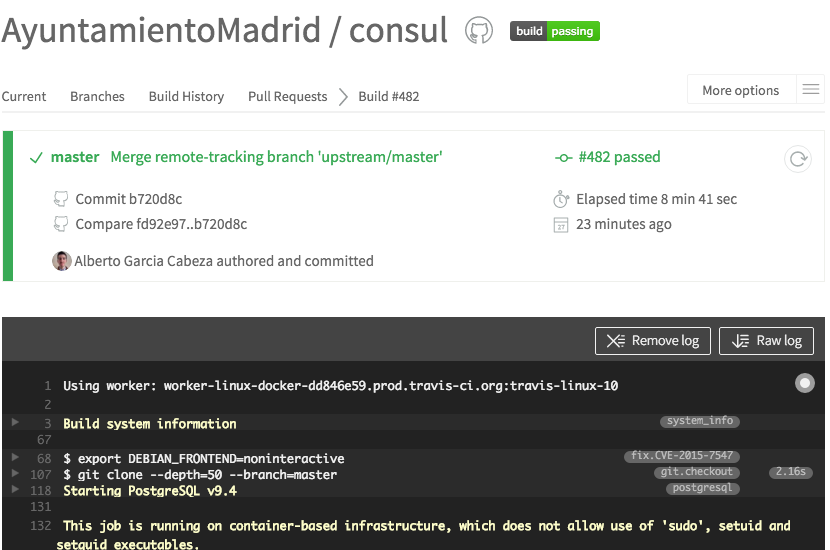 AyuntamientoMadrid / consul build passing
Current Branches Build History Pull Requests Build #482 More options
master Merge remote-tracking branch 'upstream/master' #482 passed
Commit b720d8c Elapsed time 8 min 41 sec
Compare fd92e97..b720d8c 27 23 minutes ago
Alberto Garcia Cabeza authored and committed
Remove log Raw log
1 Using worker: worker-linux-docker-dd846e59.prod.travis-ci.org:travis-linux-10
2
3 Build system information system_info
67
68 $ export DEBIAN_FRONTEND=noninteractive fix.CVE-2015-7547
107 $ git clone --depth=50 --branch=master git.checkout 2.16s
118 Starting PostgreSQL v9.4 postgresql
131
132 This job is running on container-based infrastructure, which does not allow use of 'sudo', setuid and
setguid executables.